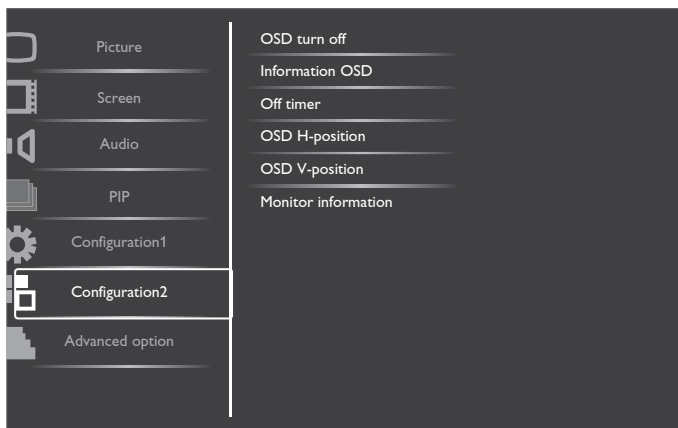 Picture
Screen
Audio
PIP
Configuration1
Configuration2
Advanced option
OSD turn off
Information OSD
Off timer
OSD H-position
OSD V-position
Monitor information